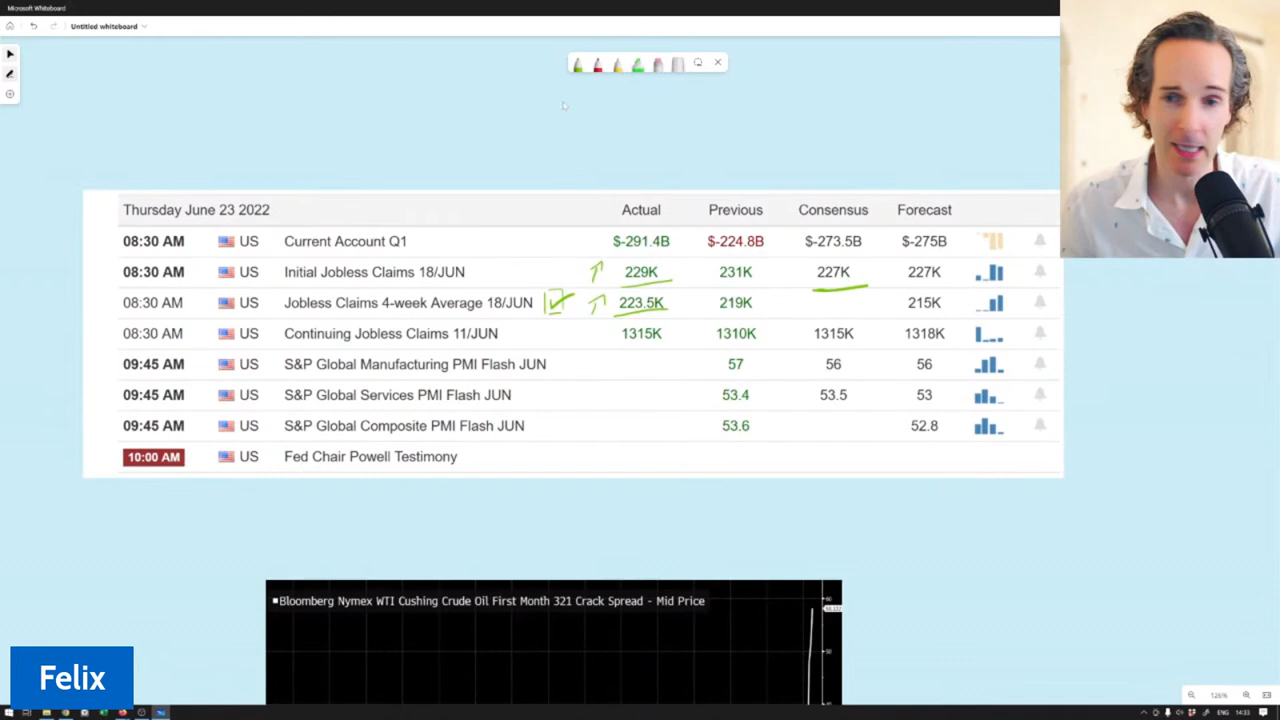 Microsoft Whiteboard
Untitled whiteboard
Thursday June 23 2022 Actual Previous Consensus Forecast
08:30 AM US Current Account Q1 $-291.4B $-224.8B $-273.5B $-275B
08:30 AM US Initial Jobless Claims 18/JUN 229K 231K 227K 227K
08:30 AM US Jobless Claims 4-week Average 18/JUN 223.5K 219K 215K
08:30 AM US Continuing Jobless Claims 11/JUN 1315K 1310K 1315K 1318K
09:45 AM US S&P Global Manufacturing PMI Flash JUN 57 56 56
09:45 AM US S&P Global Services PMI Flash JUN 53.4 53.5 53
09:45 AM US S&P Global Composite PMI Flash JUN 53.6 52.8
10:00 AM US Fed Chair Powell Testimony
Bloomberg Nymex WTI Cushing Crude Oil First Month 321 Crack Spread - Mid Price
60
50
Felix
126%
ENG 14:33